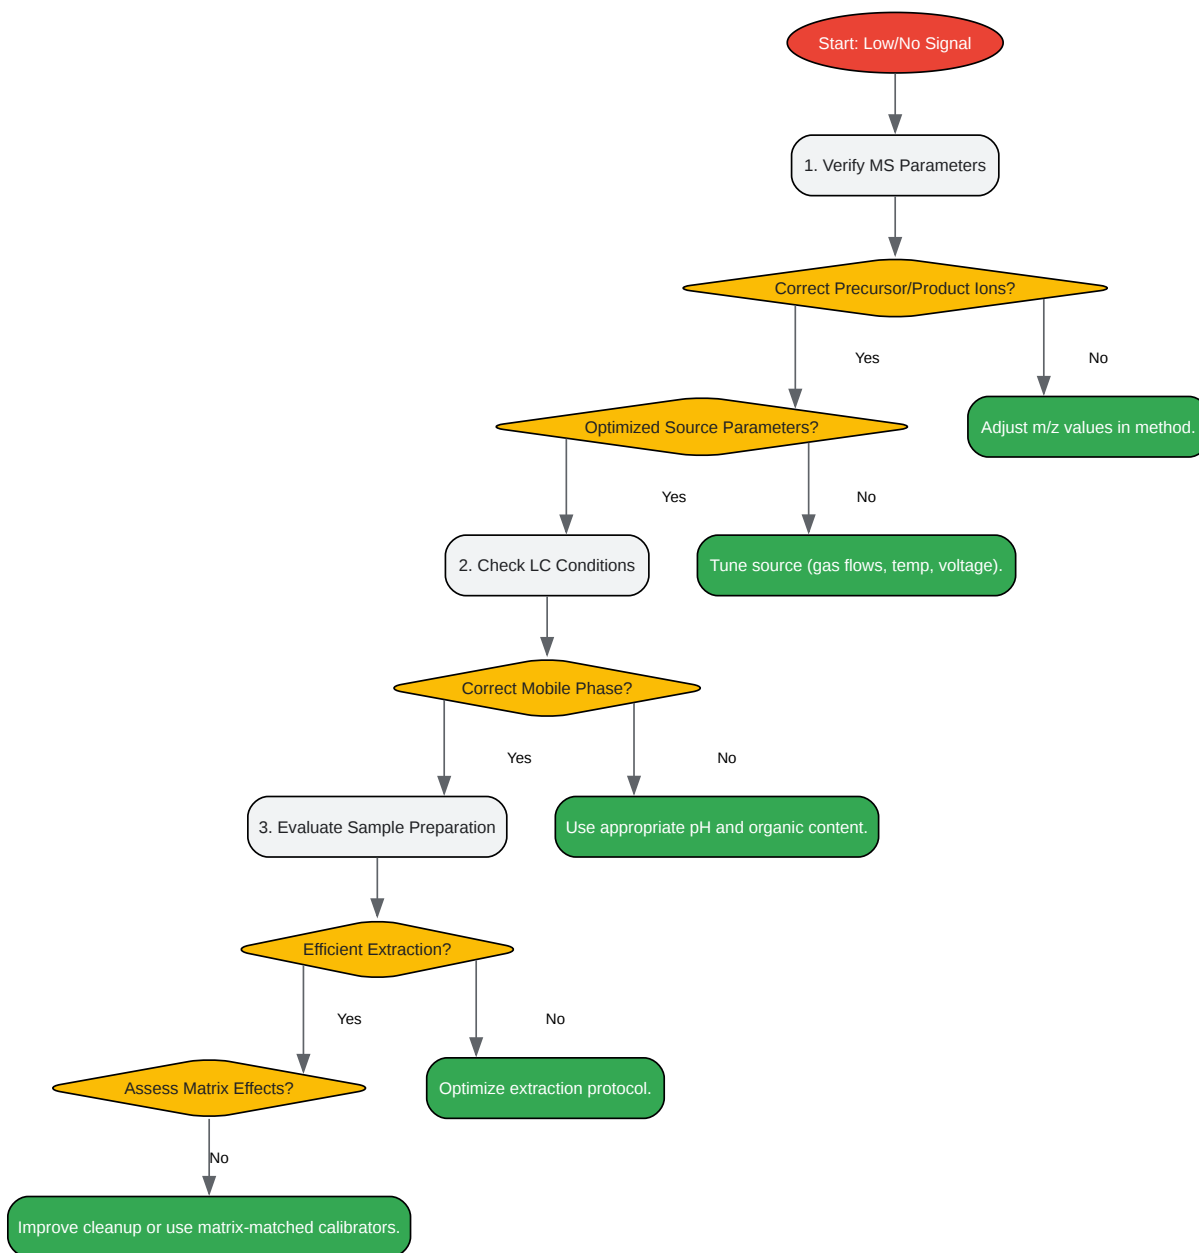 Start: Low/No Signal
1. Verify MS Parameters
Correct Precursor/Product Ions?
Yes
No
Optimized Source Parameters?
Adjust m/z values in method.
Yes
No
2. Check LC Conditions
Tune source (gas flows, temp, voltage).
Correct Mobile Phase?
Yes
No
3. Evaluate Sample Preparation
Use appropriate pH and organic content.
Efficient Extraction?
Yes
No
Assess Matrix Effects?
Optimize extraction protocol.
No
Improve cleanup or use matrix-matched calibrators.